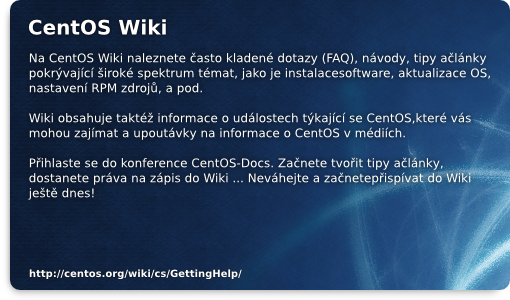 CentOS Wiki
Na CentOS Wiki naleznete často kladené dotazy (FAQ), návody, tipy ačlánky
pokrývající široké spektrum témat, jako je instalacesoftware, aktualizace OS,
nastavení RPM zdrojů, a pod.
Wiki obsahuje taktéž informace o událostech týkající se CentOS,které vás
mohou zajímat a upoutávky na informace o CentOS v médiích.
Přihlaste se do konference CentOS-Docs. Začnete tvořit tipy ačlánky,
dostanete práva na zápis do Wiki ... Neváhejte a začnetepřispívat do Wiki
ještě dnes!
http://centos.org/wiki/cs/GettingHelp/